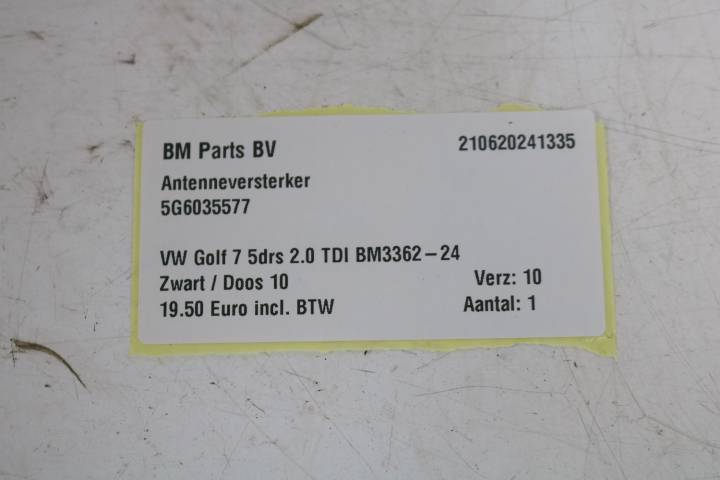 BM Parts BV 210620241335
Antenneversterker
5G6035577
VW Golf 7 5drs 2.0 TDI BM3362-24
Zwart / Doos 10 Verz: 10
19.50 Euro incl. BTW Aantal: 1